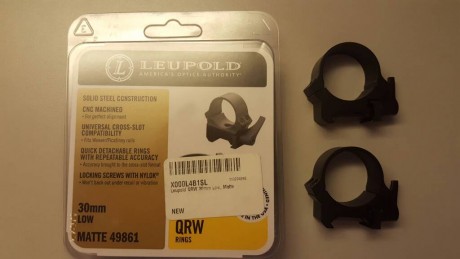 LEUPOLD
AMERICA'S OPTICS AUTHORITY
SOLID STEEL CONSTRUCTION
CNC MACHINED
UNIVERSAL CROSS-SLOT
COMPATIBILITY
QUICK DETACHABLE RINGS
WITH REPEATABLE ACCURACY
LOCKING SCREWS WITH NYLOK
X000L4B1SL
NEW
30mm
LOW
MATTE 49861
QRW
RINGS